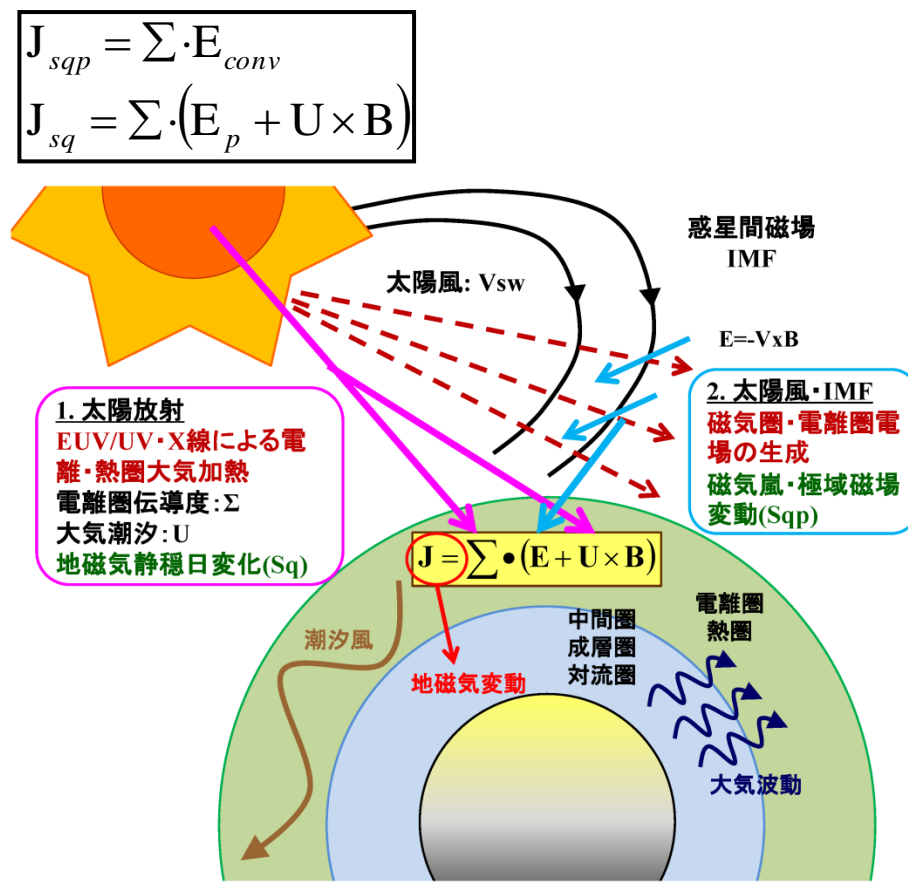 J_sqp = Σ·E_conv
J_sq = Σ·(E_p + U × B)
惑星間磁場
IMF
太陽風: Vsw
E=-VxB
1. 太陽放射
EUV/UV・X線による電
離・熱圏大気加熱
電離圏伝導度:Σ
大気潮汐:U
地磁気静穏日変化(Sq)
2. 太陽風・IMF
磁気圏・電離圏電
場の生成
磁気嵐・極域磁場
変動(Sqp)
J = Σ • (E + U × B)
潮汐風
地磁気変動
中間圏
成層圏
対流圏
電離圏
熱圏
大気波動